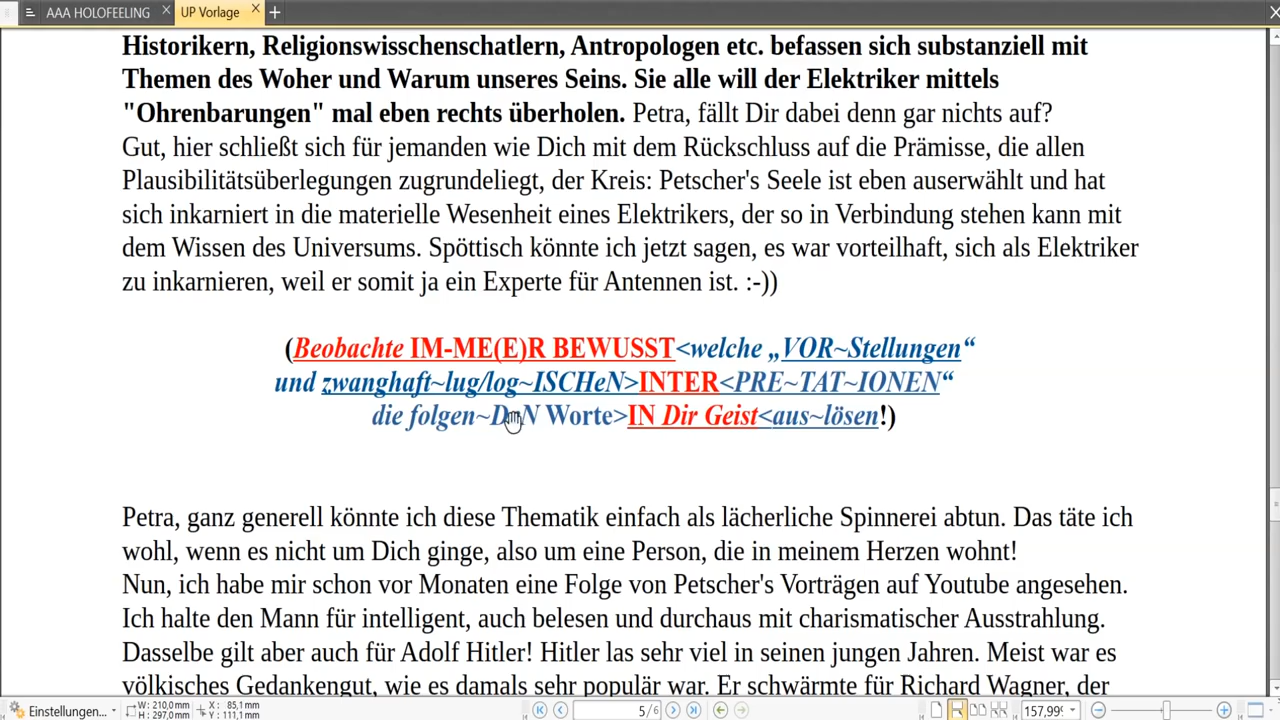 AAA HOLOFEELING
UP Vorlage
Historikern, Religionswisschenschatlern, Antropologen etc. befassen sich substanziell mit
Themen des Woher und Warum unseres Seins. Sie alle will der Elektriker mittels
"Ohrenbarungen" mal eben rechts überholen. Petra, fällt Dir dabei denn gar nichts auf?
Gut, hier schließt sich für jemanden wie Dich mit dem Rückschluss auf die Prämisse, die allen
Plausibilitätsüberlegungen zugrundeliegt, der Kreis: Petscher's Seele ist eben auserwählt und hat
sich inkarniert in die materielle Wesenheit eines Elektrikers, der so in Verbindung stehen kann mit
dem Wissen des Universums. Spöttisch könnte ich jetzt sagen, es war vorteilhaft, sich als Elektriker
zu inkarnieren, weil er somit ja ein Experte für Antennen ist. :-))
(Beobachte IM-ME(E)R BEWUSST<welche „VOR~Stellungen“
und zwanghaft~lug/log~ISCHeN>INTER<PRE~TAT~IONEN“
die folgen~ Worte>IN Dir Geist<aus~lösen!)
Petra, ganz generell könnte ich diese Thematik einfach als lächerliche Spinnerei abtun. Das täte ich
wohl, wenn es nicht um Dich ginge, also um eine Person, die in meinem Herzen wohnt!
Nun, ich habe mir schon vor Monaten eine Folge von Petscher's Vorträgen auf Youtube angesehen.
Ich halte den Mann für intelligent, auch belesen und durchaus mit charismatischer Ausstrahlung.
Dasselbe gilt aber auch für Adolf Hitler! Hitler las sehr viel in seinen jungen Jahren. Meist war es
völkisches Gedankengut, wie es damals sehr populär war. Er schwärmte für Richard Wagner, der
Einstellungen... W: 210,0mm X: 85,1mm 5/6 157,99%
H: 297,0mm Y: 111,1mm